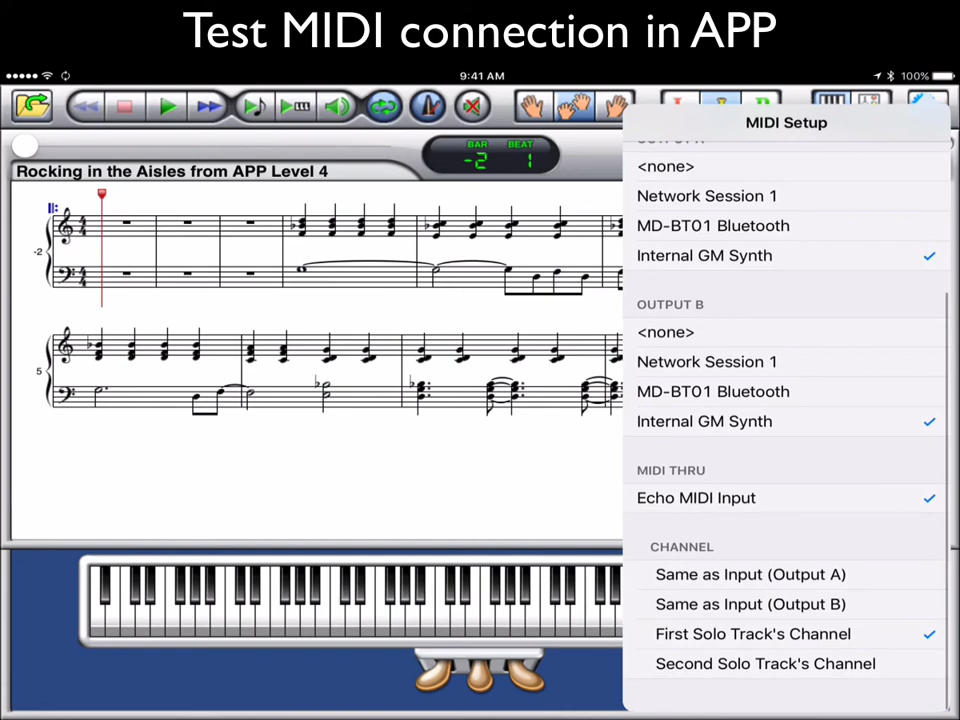 Test MIDI connection in APP
9:41 AM
100%
MIDI Setup
BAR BEAT
-2 1
Rocking in the Aisles from APP Level 4
-2
5
<none>
Network Session 1
MD-BT01 Bluetooth
Internal GM Synth
OUTPUT B
<none>
Network Session 1
MD-BT01 Bluetooth
Internal GM Synth
MIDI THRU
Echo MIDI Input
CHANNEL
Same as Input (Output A)
Same as Input (Output B)
First Solo Track's Channel
Second Solo Track's Channel